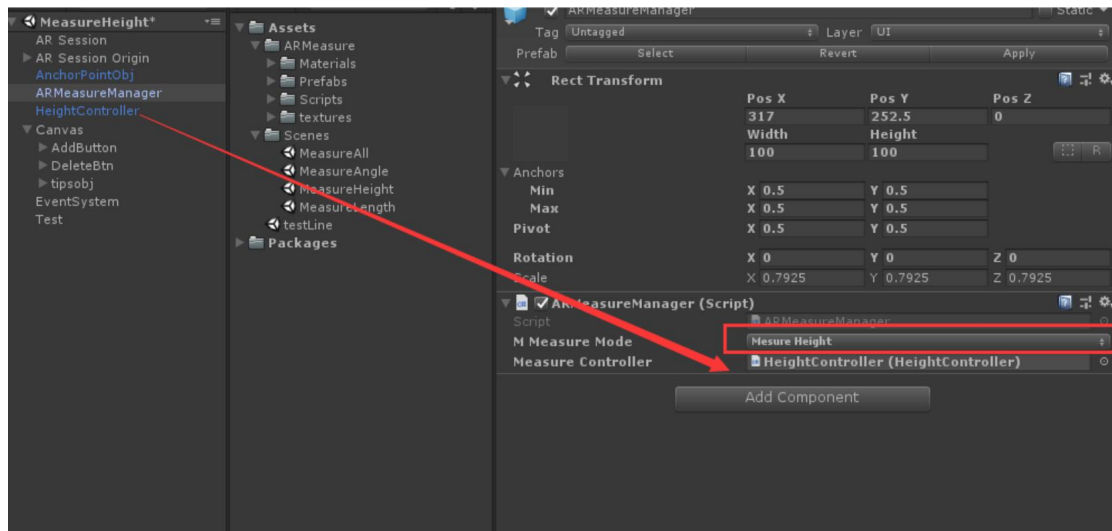 MeasureHeight*
AR Session
AR Session Origin
AnchorPointObj
ARMeasureManager
HeightController
Canvas
AddButton
DeleteBtn
tipsobj
EventSystem
Test
Assets
ARMeasure
Materials
Prefabs
Scripts
textures
Scenes
MeasureAll
MeasureAngle
MeasureHeight
MeasureLength
testLine
Packages
ARMeasureManager Static
Tag Untagged Layer UI
Prefab Select Revert Apply
Rect Transform
Pos X Pos Y Pos Z
317 252.5 0
Width Height
100 100
R
Anchors
Min X 0.5 Y 0.5
Max X 0.5 Y 0.5
Pivot X 0.5 Y 0.5
Rotation X 0 Y 0 Z 0
Scale X 0.7925 Y 0.7925 Z 0.7925
ARMeasureManager (Script)
Script ARMeasureManager
M Measure Mode Mesure Height
Measure Controller HeightController (HeightController)
Add Component